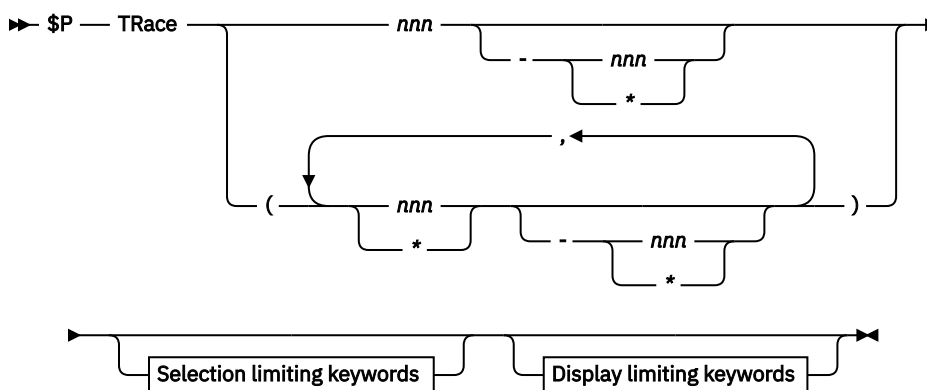 $P TRace nnn
- nnn
*
,
( nnn )
* - nnn
*
Selection limiting keywords Display limiting keywords